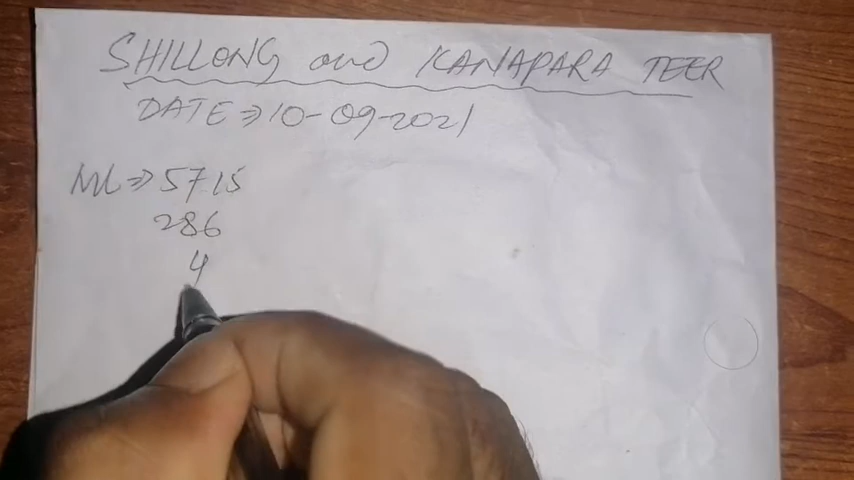 SHILLONG and KANAPARA TEER
DATE ⇒ 10-09-2021
ML ⇒ 5715
286
4